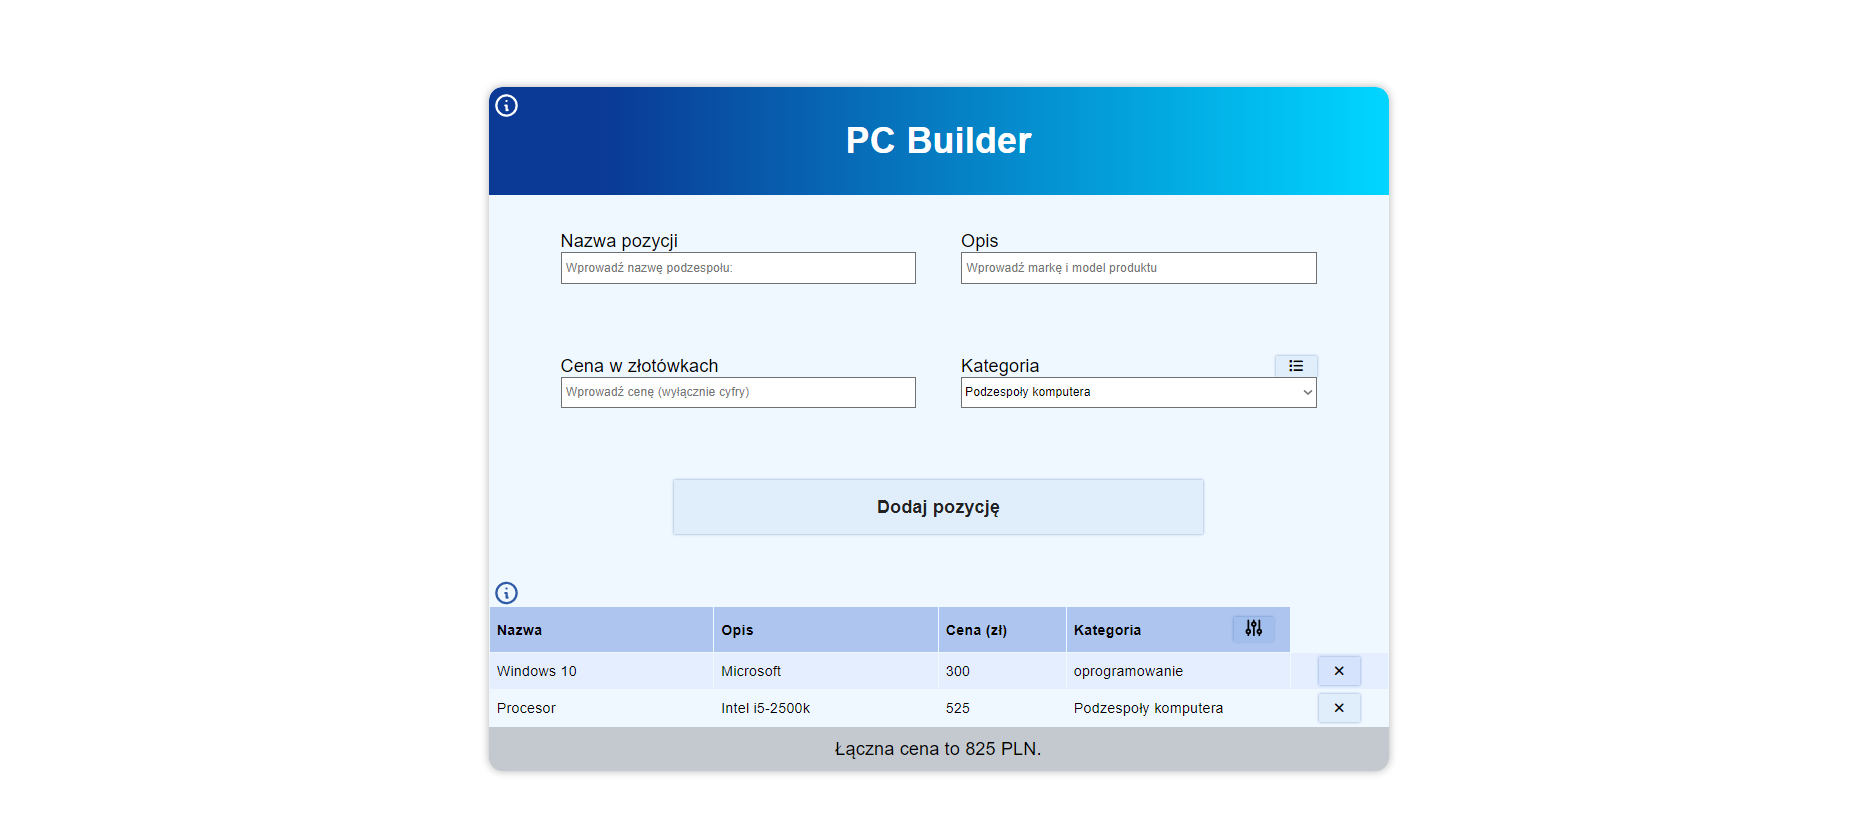 PC Builder
Nazwa pozycji
Wprowadź nazwę podzespołu:
Opis
Wprowadź markę i model produktu
Cena w złotówkach
Wprowadź cenę (wyłącznie cyfry)
Kategoria
Podzespoły komputera
Dodaj pozycję
Nazwa Opis Cena (zł) Kategoria
Windows 10 Microsoft 300 oprogramowanie
Procesor Intel i5-2500k 525 Podzespoły komputera
Łączna cena to 825 PLN.